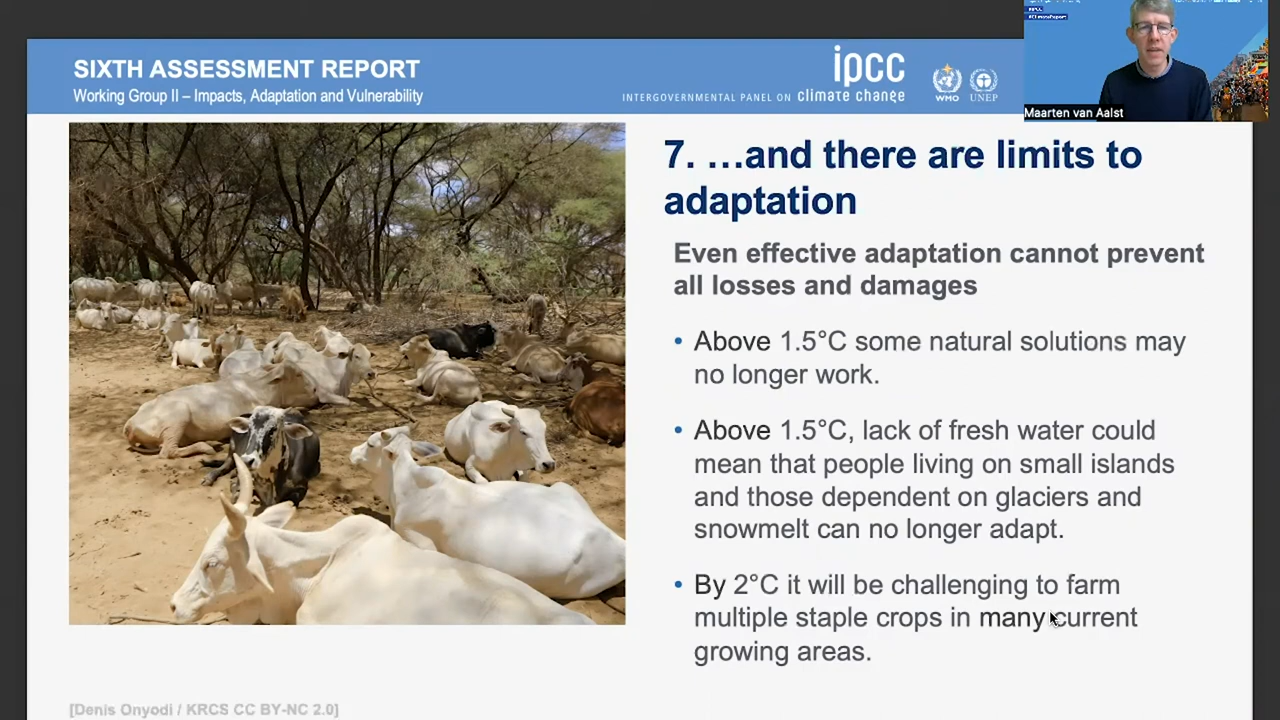 SIXTH ASSESSMENT REPORT
Working Group II – Impacts, Adaptation and Vulnerability
ipcc
INTERGOVERNMENTAL PANEL ON climate change
WMO
UNEP
#ClimateReport
Maarten van Aalst
7. …and there are limits to
adaptation
Even effective adaptation cannot prevent
all losses and damages
• Above 1.5°C some natural solutions may
no longer work.
• Above 1.5°C, lack of fresh water could
mean that people living on small islands
and those dependent on glaciers and
snowmelt can no longer adapt.
• By 2°C it will be challenging to farm
multiple staple crops in many current
growing areas.
[Denis Onyodi / KRCS CC BY-NC 2.0]